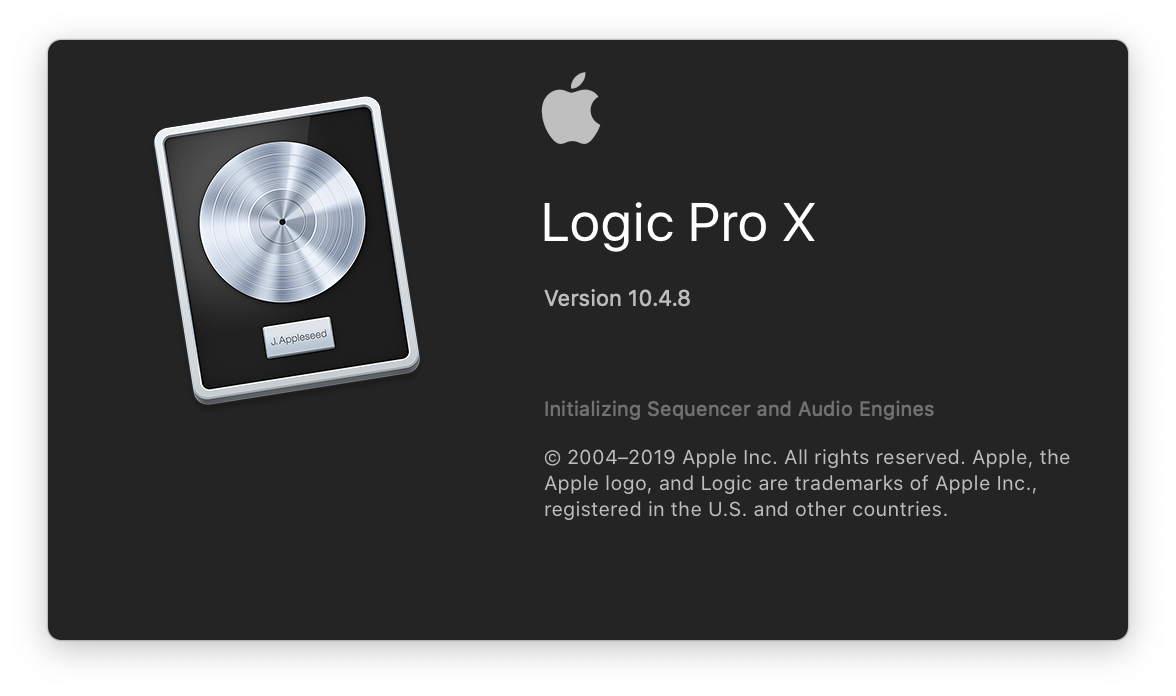 J. Appleseed
Logic Pro X
Version 10.4.8
Initializing Sequencer and Audio Engines
© 2004–2019 Apple Inc. All rights reserved. Apple, the
Apple logo, and Logic are trademarks of Apple Inc.,
registered in the U.S. and other countries.